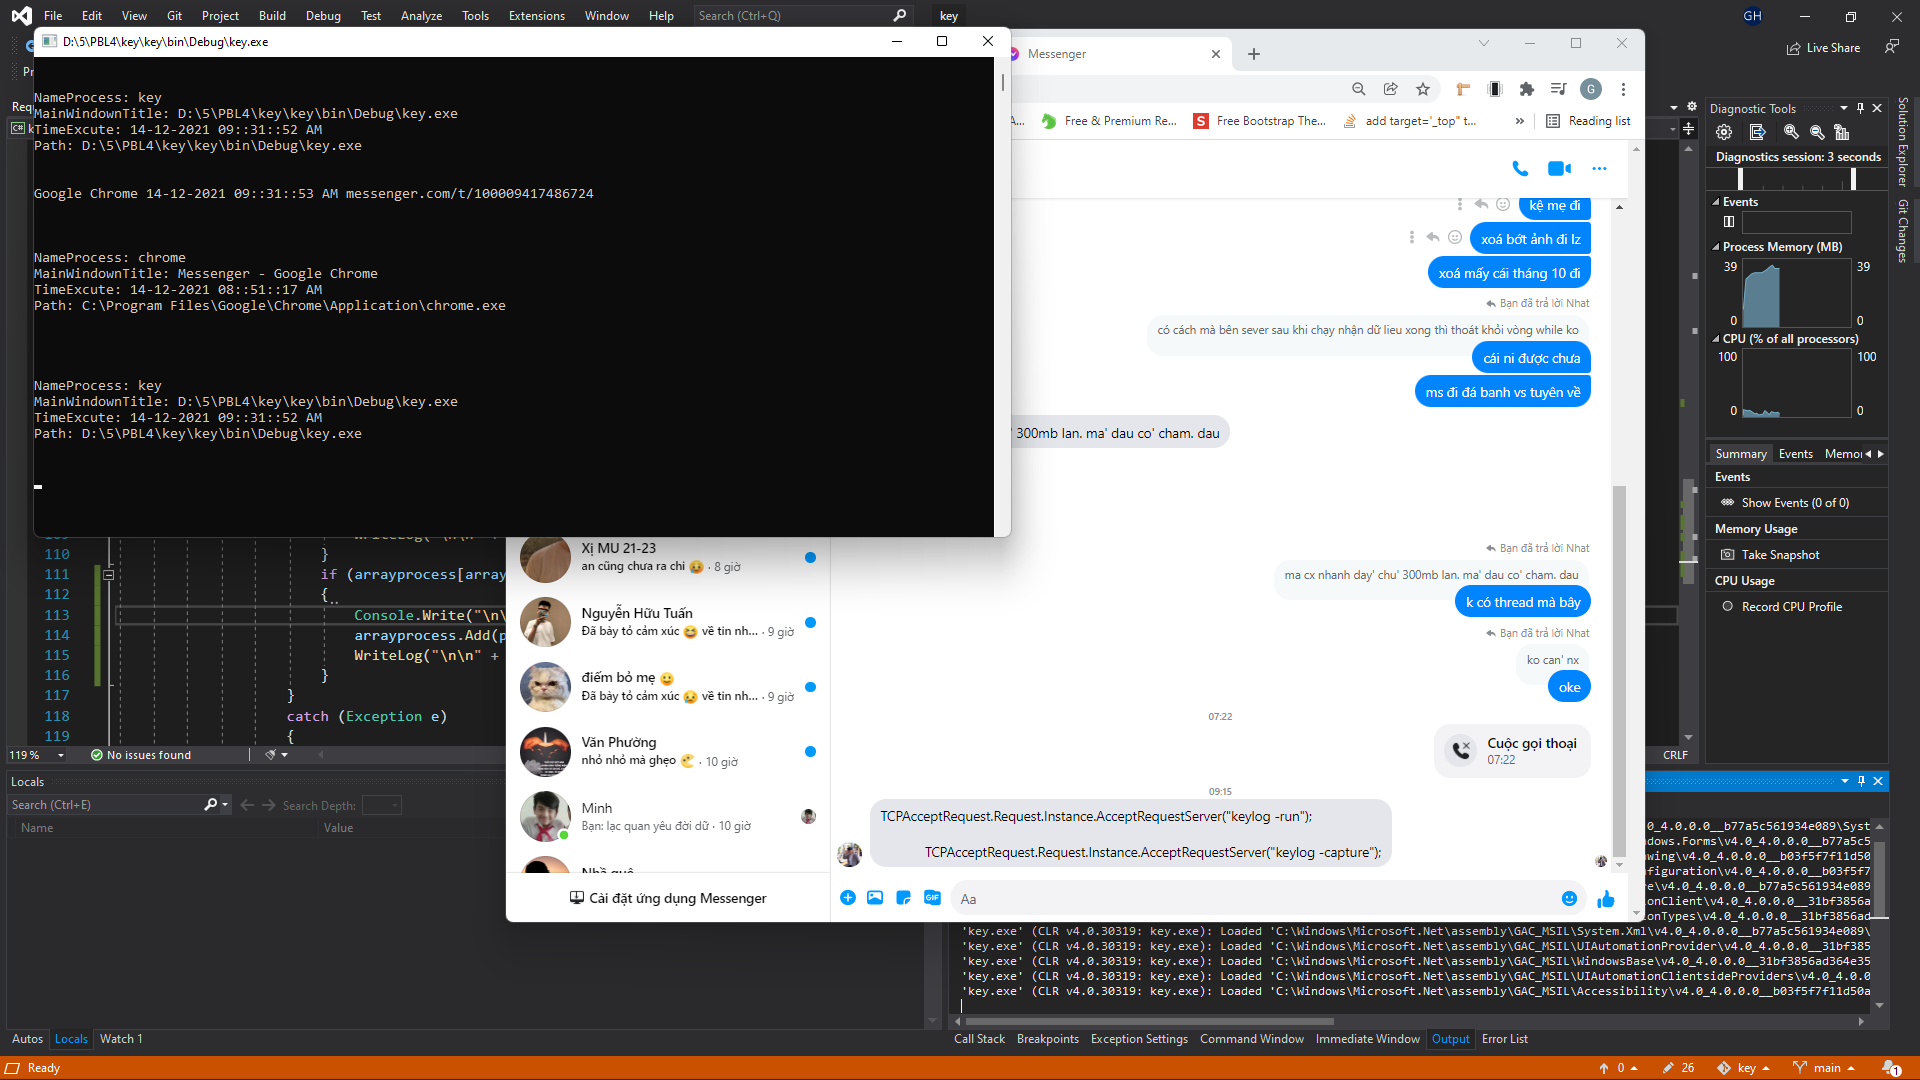 File Edit View Git Project Build Debug Test Analyze Tools Extensions Window Help Search (Ctrl+Q) key GH
Live Share
D:\5\PBL4\key\key\bin\Debug\key.exe
NameProcess: key
MainWindownTitle: D:\5\PBL4\key\key\bin\Debug\key.exe
TimeExcute: 14-12-2021 09::31::52 AM
Path: D:\5\PBL4\key\key\bin\Debug\key.exe
Google Chrome 14-12-2021 09::31::53 AM messenger.com/t/100009417486724
NameProcess: chrome
MainWindownTitle: Messenger - Google Chrome
TimeExcute: 14-12-2021 08::51::17 AM
Path: C:\Program Files\Google\Chrome\Application\chrome.exe
NameProcess: key
MainWindownTitle: D:\5\PBL4\key\key\bin\Debug\key.exe
TimeExcute: 14-12-2021 09::31::52 AM
Path: D:\5\PBL4\key\key\bin\Debug\key.exe
Messenger
G
A... Free & Premium Re... S Free Bootstrap The... add target='_top" t... » Reading list
kệ mẹ đi
xoá bớt ảnh đi lz
xoá mấy cái tháng 10 đi
Bạn đã trả lời Nhat
có cách mà bên sever sau khi chạy nhận dữ lieu xong thì thoát khỏi vòng while ko
cái ni được chưa
ms đi đá banh vs tuyên về
' 300mb lan. ma' dau co' cham. dau
Bạn đã trả lời Nhat
ma cx nhanh day' chu' 300mb lan. ma' dau co' cham. dau
k có thread mà bây
Bạn đã trả lời Nhat
ko can' nx
oke
07:22
Cuộc gọi thoại
07:22
09:15
TCPAcceptRequest.Request.Instance.AcceptRequestServer("keylog -run");
TCPAcceptRequest.Request.Instance.AcceptRequestServer("keylog -capture");
GIF Aa
Xị MU 21-23
an cũng chưa ra chi 😥 · 8 giờ
Nguyễn Hữu Tuấn
Đã bày tỏ cảm xúc 😆 về tin nh... · 9 giờ
điếm bỏ mẹ 😀
Đã bày tỏ cảm xúc 😥 về tin nh... · 9 giờ
Văn Phường
nhỏ nhỏ mà ghẹo · 10 giờ
Minh
Bạn: lạc quan yêu đời dữ · 10 giờ
Nhầ quê
Cài đặt ứng dụng Messenger
110 }
111 if (arrayprocess[array
112 {
113 Console.Write("\n\
114 arrayprocess.Add(p
115 WriteLog("\n\n" +
116 }
117 }
118 catch (Exception e)
119 {
119 % No issues found
CRLF
Diagnostic Tools
Diagnostics session: 3 seconds
Events
Process Memory (MB)
39 39
0 0
CPU (% of all processors)
100 100
0 0
Summary Events Memor
Events
Show Events (0 of 0)
Memory Usage
Take Snapshot
CPU Usage
Record CPU Profile
Solution Explorer
Git Changes
Locals
Search (Ctrl+E) Search Depth:
Name Value
Autos Locals Watch 1
0_4.0.0.0__b77a5c561934e089\Syst
ndows.Forms\v4.0_4.0.0.0__b77a5c5
wing\v4.0_4.0.0.0__b03f5f7f11d50
figuration\v4.0_4.0.0.0__b03f5f7
e\v4.0_4.0.0.0__b77a5c561934e089
onClient\v4.0_4.0.0.0__31bf3856a
onTypes\v4.0_4.0.0.0__31bf3856ad
'key.exe' (CLR v4.0.30319: key.exe): Loaded 'C:\Windows\Microsoft.Net\assembly\GAC_MSIL\System.Xml\v4.0_4.0.0.0__b77a5c561934e089\
'key.exe' (CLR v4.0.30319: key.exe): Loaded 'C:\Windows\Microsoft.Net\assembly\GAC_MSIL\UIAutomationProvider\v4.0_4.0.0.0__31bf385
'key.exe' (CLR v4.0.30319: key.exe): Loaded 'C:\Windows\Microsoft.Net\assembly\GAC_MSIL\WindowsBase\v4.0_4.0.0.0__31bf3856ad364e35
'key.exe' (CLR v4.0.30319: key.exe): Loaded 'C:\Windows\Microsoft.Net\assembly\GAC_MSIL\UIAutomationClientsideProviders\v4.0_4.0.0
'key.exe' (CLR v4.0.30319: key.exe): Loaded 'C:\Windows\Microsoft.Net\assembly\GAC_MSIL\Accessibility\v4.0_4.0.0.0__b03f5f7f11d50a
Call Stack Breakpoints Exception Settings Command Window Immediate Window Output Error List
Ready 0 26 key main 1